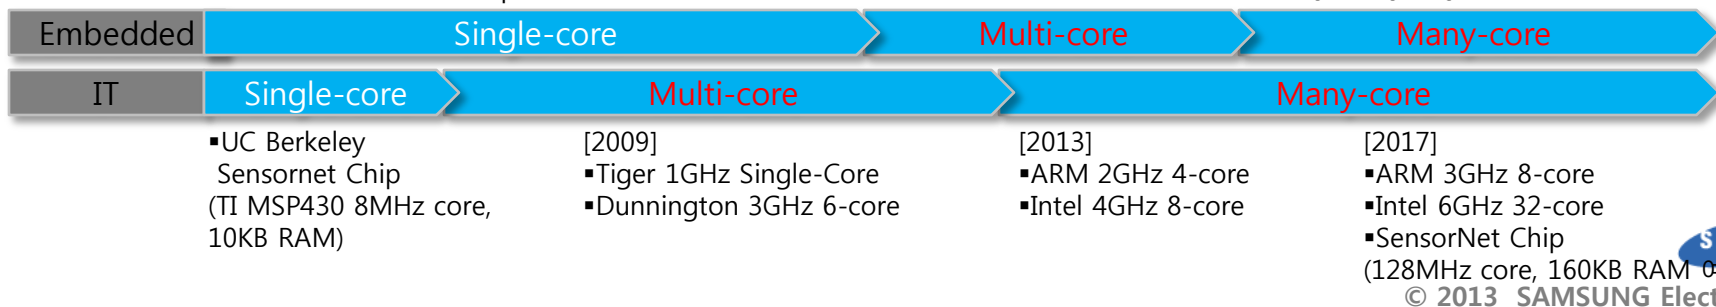 Embedded Single-core Multi-core Many-core
IT Single-core Multi-core Many-core
▪UC Berkeley
Sensornet Chip
(TI MSP430 8MHz core,
10KB RAM)
[2009]
▪Tiger 1GHz Single-Core
▪Dunnington 3GHz 6-core
[2013]
▪ARM 2GHz 4-core
▪Intel 4GHz 8-core
[2017]
▪ARM 3GHz 8-core
▪Intel 6GHz 32-core
▪SensorNet Chip
(128MHz core, 160KB RAM
S
© 2013 SAMSUNG Elect